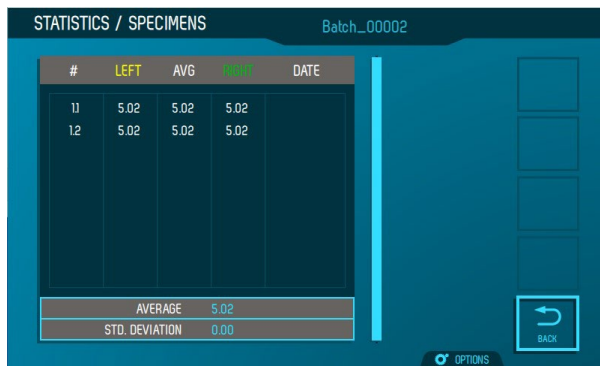 STATISTICS / SPECIMENS
Batch_00002
# LEFT AVG RIGHT DATE
1.1 5.02 5.02 5.02
1.2 5.02 5.02 5.02
AVERAGE 5.02
STD. DEVIATION 0.00
BACK
OPTIONS